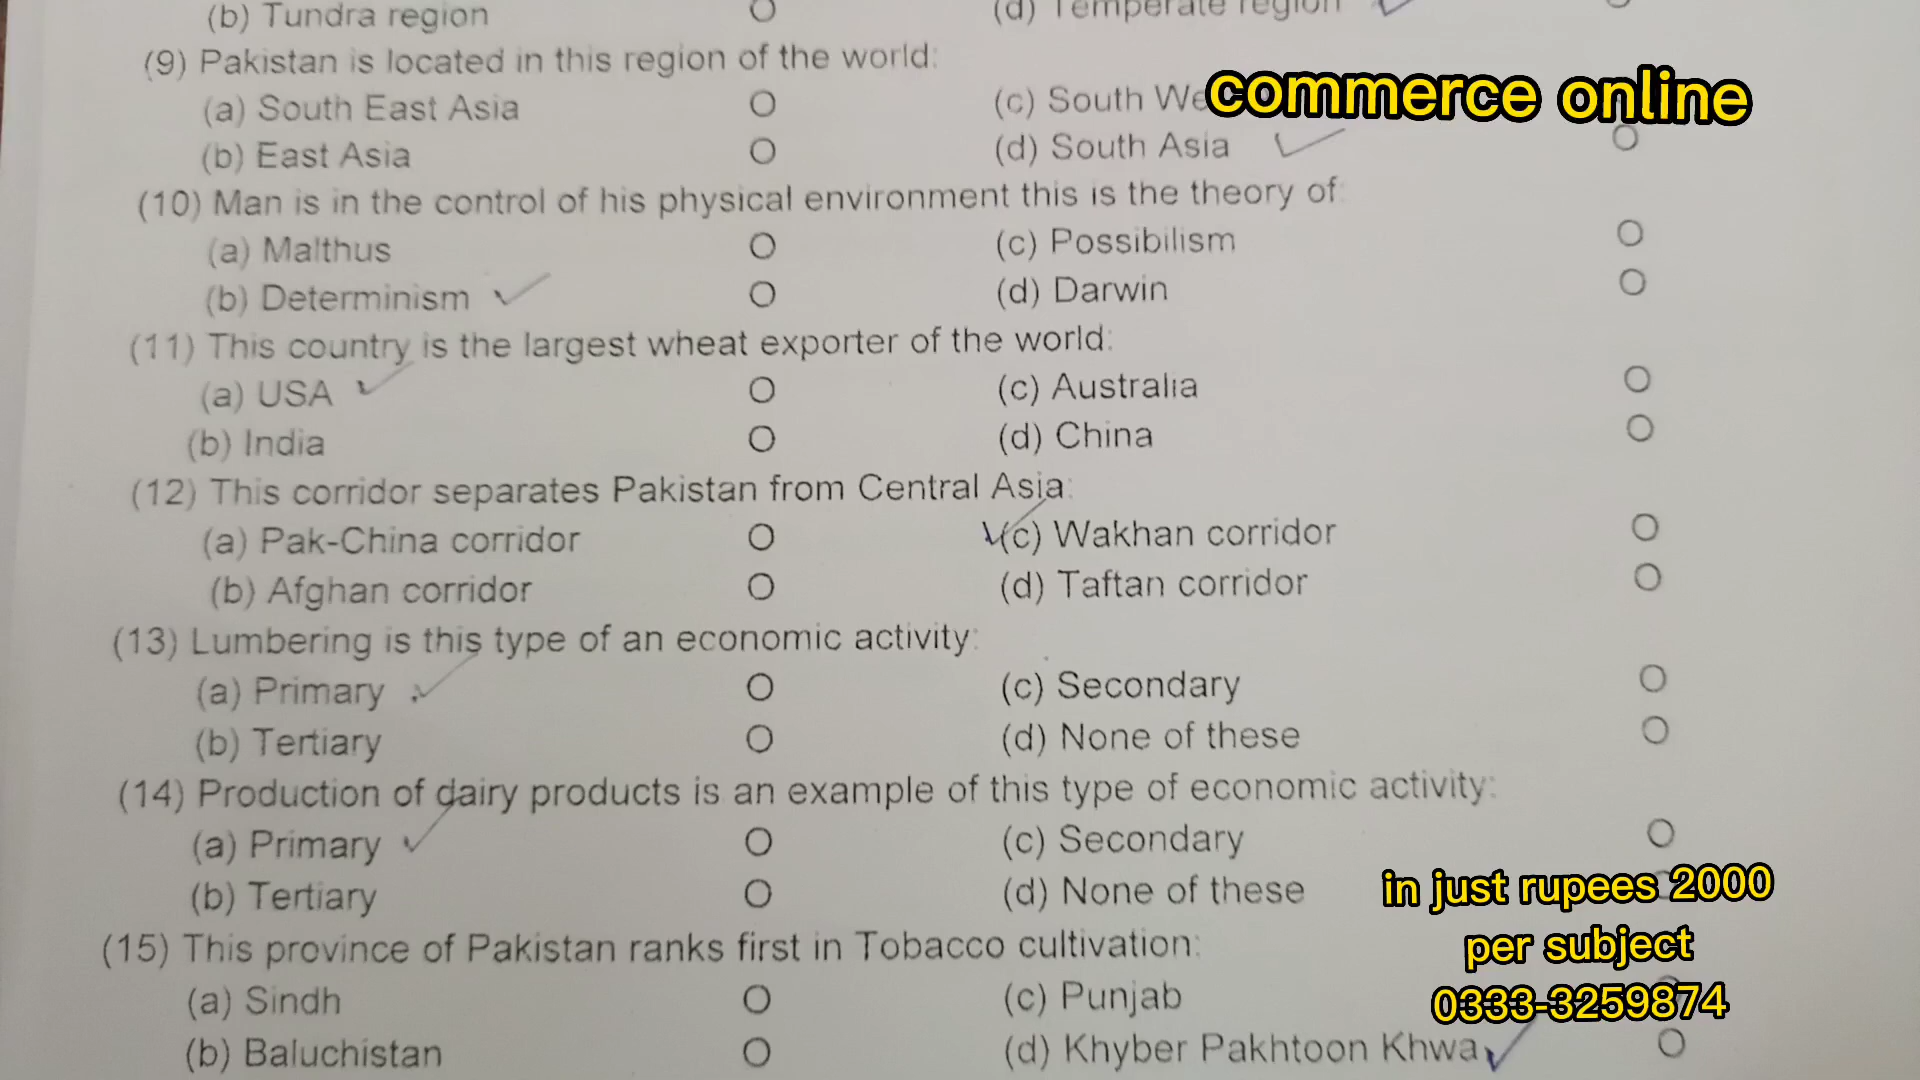 (b) Tundra region (d) Temperate region
(9) Pakistan is located in this region of the world:
(a) South East Asia (c) South We
commerce online
(b) East Asia (d) South Asia
(10) Man is in the control of his physical environment this is the theory of:
(a) Malthus (c) Possibilism
(b) Determinism (d) Darwin
(11) This country is the largest wheat exporter of the world:
(a) USA (c) Australia
(b) India (d) China
(12) This corridor separates Pakistan from Central Asia:
(a) Pak-China corridor (c) Wakhan corridor
(b) Afghan corridor (d) Taftan corridor
(13) Lumbering is this type of an economic activity:
(a) Primary (c) Secondary
(b) Tertiary (d) None of these
(14) Production of dairy products is an example of this type of economic activity:
(a) Primary (c) Secondary
(b) Tertiary (d) None of these
(15) This province of Pakistan ranks first in Tobacco cultivation:
(a) Sindh (c) Punjab
(b) Baluchistan (d) Khyber Pakhtoon Khwa
in just rupees 2000
per subject
0333-3259874